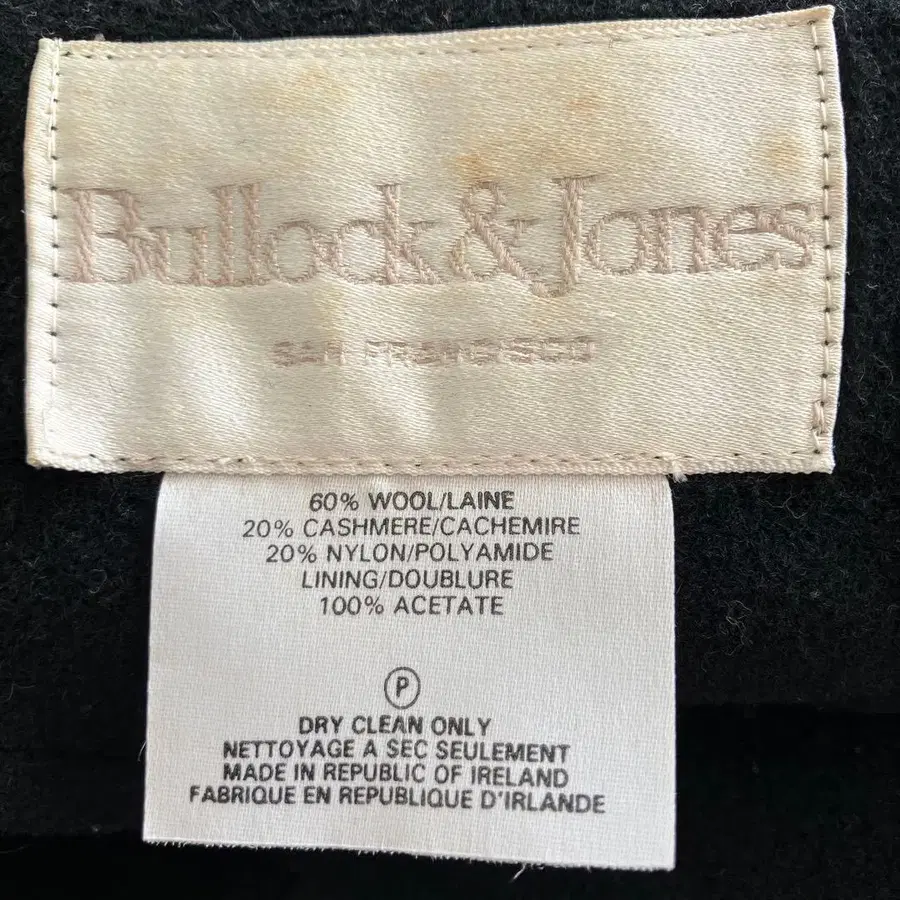 Bullock & Jones
SAN FRANCISCO
60% WOOL/LAINE
20% CASHMERE/CACHEMIRE
20% NYLON/POLYAMIDE
LINING/DOUBLURE
100% ACETATE
P
DRY CLEAN ONLY
NETTOYAGE A SEC SEULEMENT
MADE IN REPUBLIC OF IRELAND
FABRIQUE EN REPUBLIQUE D'IRLANDE